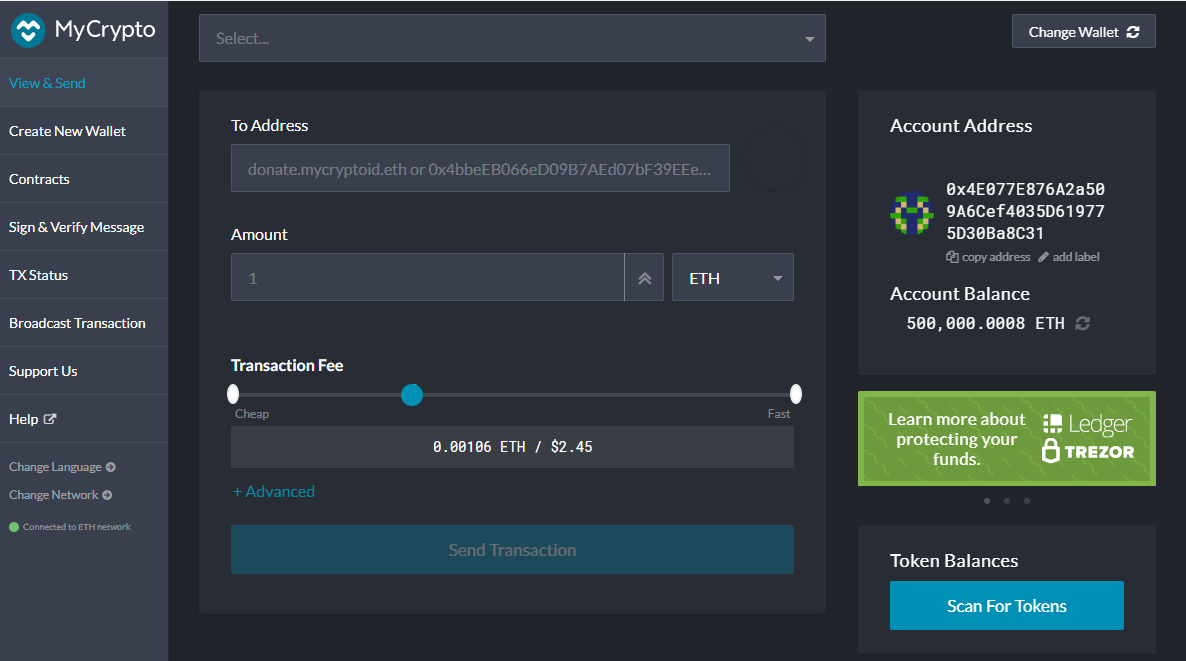 MyCrypto
View & Send
Create New Wallet
Contracts
Sign & Verify Message
TX Status
Broadcast Transaction
Support Us
Help
Change Language
Change Network
Connected to ETH network
Select...
To Address
donate.mycryptoid.eth or 0x4bbeEB066eD09B7AEd07bF39EEe...
Amount
1
ETH
Transaction Fee
Cheap
Fast
0.00106 ETH / $2.45
+ Advanced
Send Transaction
Change Wallet
Account Address
0x4E077E876A2a50
9A6Cef4035D61977
5D30Ba8C31
copy address
add label
Account Balance
500,000.0008 ETH
Learn more about
protecting your
funds.
Ledger
TREZOR
Token Balances
Scan For Tokens